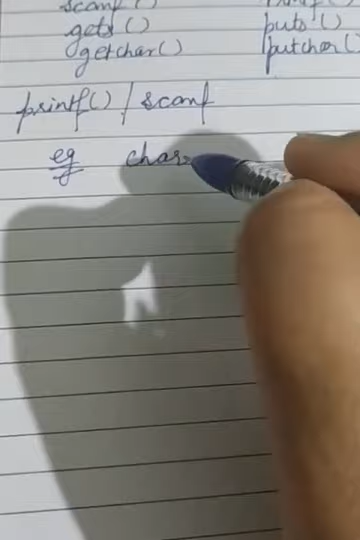 scanf()
gets() puts()
getchar() putchar()
printf() / scanf
eg char